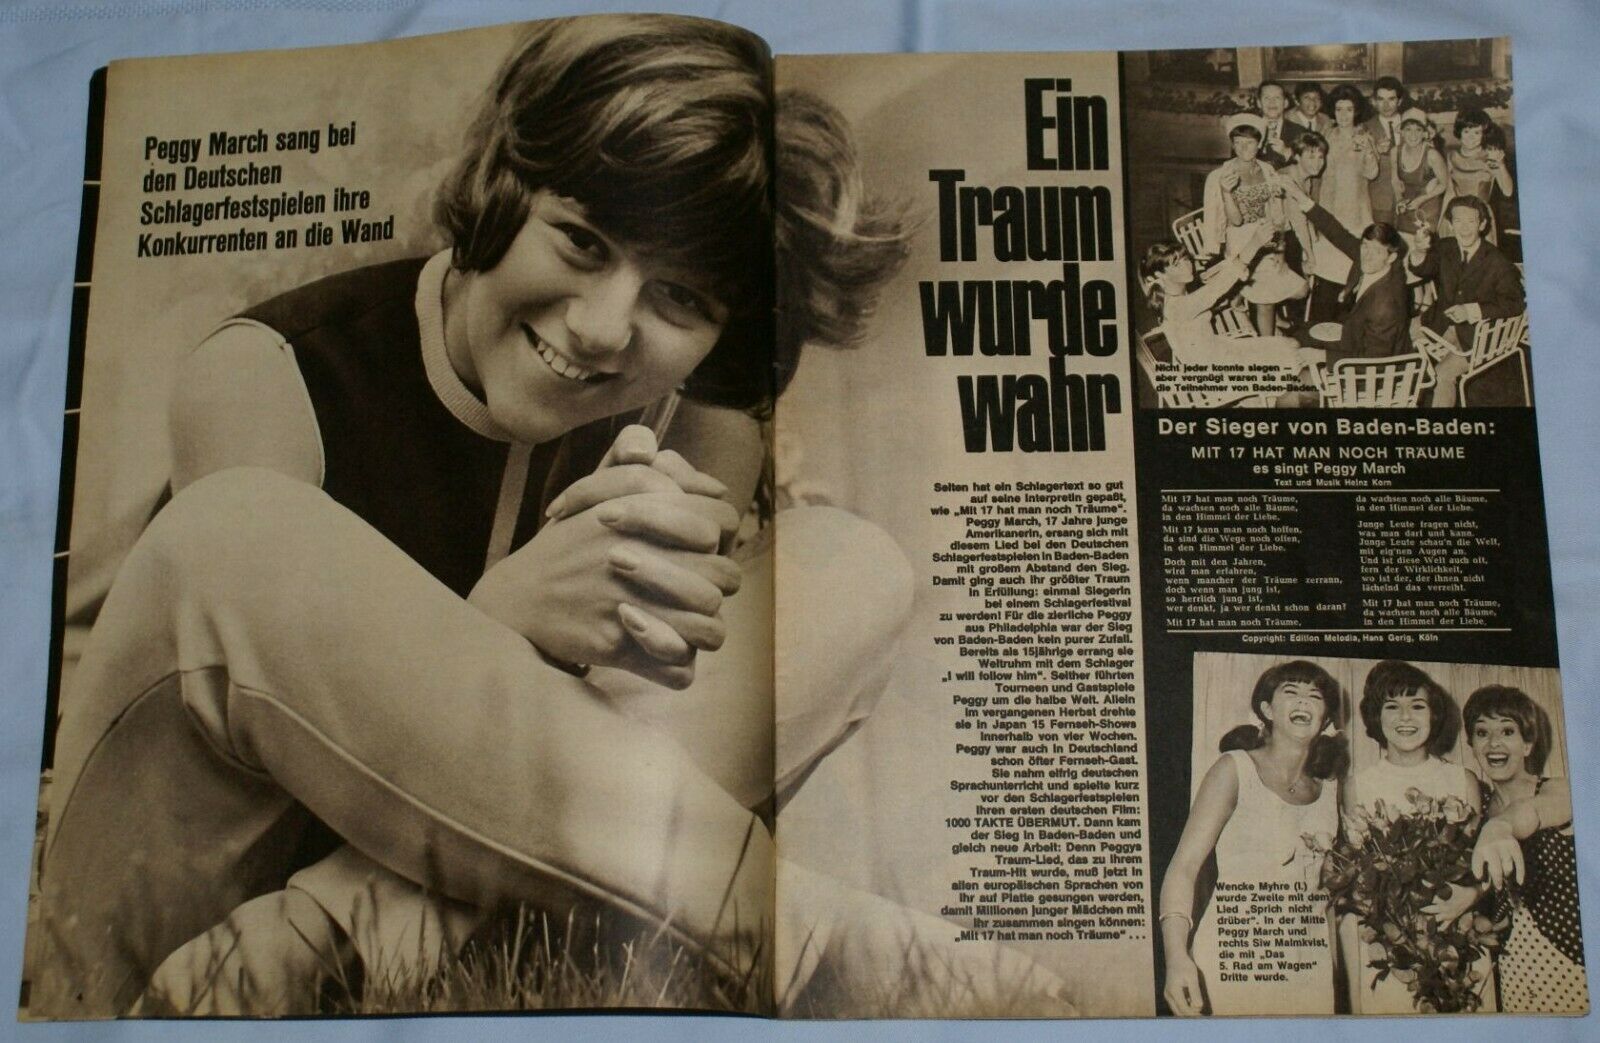 Peggy March sang bei
den Deutschen
Schlagerfestspielen ihre
Konkurrenten an die Wand
4
Ein
Traum
wurde
wahr
Selten hat ein Schlagertext so gut
auf seine Interpretin gepaßt,
wie „Mit 17 hat man noch Träume“.
Peggy March, 17 Jahre junge
Amerikanerin, ersang sich mit
diesem Lied bei den Deutschen
Schlagerfestspielen in Baden-Baden
mit großem Abstand den Sieg.
Damit ging auch ihr größter Traum
in Erfüllung: einmal Siegerin
bei einem Schlagerfestival
zu werden! Für die zierliche Peggy
aus Philadelphia war der Sieg
von Baden-Baden kein purer Zufall.
Bereits als 15jährige errang sie
Weltruhm mit dem Schlager
„I will follow him“. Seither führten
Tourneen und Gastspiele
Peggy um die halbe Welt. Allein
im vergangenen Herbst drehte
sie in Japan 15 Fernseh-Shows
innerhalb von vier Wochen.
Peggy war auch in Deutschland
schon öfter Fernseh-Gast.
Sie nahm eifrig deutschen
Sprachunterricht und spielte kurz
vor den Schlagerfestspielen
ihren ersten deutschen Film:
1000 TAKTE ÜBERMUT. Dann kam
der Sieg in Baden-Baden und
gleich neue Arbeit: Denn Peggys
Traum-Lied, das zu ihrem
Traum-Hit wurde, muß jetzt in
allen europäischen Sprachen von
ihr auf Platte gesungen werden,
damit Millionen junger Mädchen mit
ihr zusammen singen können:
„Mit 17 hat man noch Träume“ . . .
Nicht jeder konnte siegen —
aber vergnügt waren sie alle,
die Teilnehmer von Baden-Baden.
Der Sieger von Baden-Baden:
MIT 17 HAT MAN NOCH TRÄUME
es singt Peggy March
Text und Musik Heinz Korn
Mit 17 hat man noch Träume,
da wachsen noch alle Bäume,
in den Himmel der Liebe.
Mit 17 kann man noch hoffen,
da sind die Wege noch offen,
in den Himmel der Liebe.
Doch mit den Jahren,
wird man erfahren,
wenn mancher der Träume zerrann,
doch wenn man jung ist,
so herrlich jung ist,
wer denkt, ja wer denkt schon daran?
Mit 17 hat man noch Träume,
da wachsen noch alle Bäume,
in den Himmel der Liebe.
Junge Leute fragen nicht,
was man darf und kann.
Junge Leute schau'n die Welt,
mit eig'nen Augen an.
Und ist diese Welt auch oft,
fern der Wirklichkeit,
wo ist der, der ihnen nicht
lächelnd das verzeiht.
Mit 17 hat man noch Träume,
da wachsen noch alle Bäume,
in den Himmel der Liebe.
Copyright: Edition Melodia, Hans Gerig, Köln
Wencke Myhre (l.)
wurde Zweite mit dem
Lied „Sprich nicht
drüber“. In der Mitte
Peggy March und
rechts Siw Malmkvist,
die mit „Das
5. Rad am Wagen“
Dritte wurde.